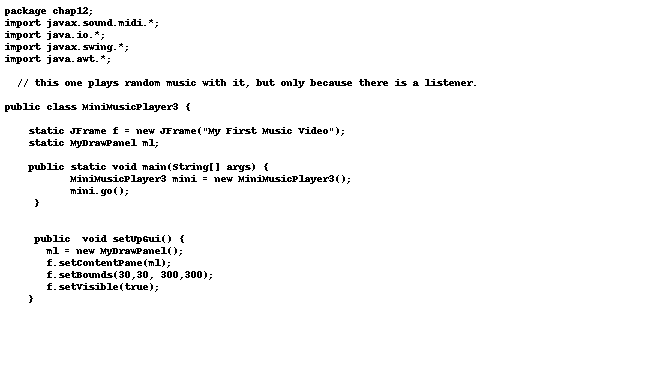 package chap12;
import javax.sound.midi.*;
import java.io.*;
import javax.swing.*;
import java.awt.*;
// this one plays random music with it, but only because there is a listener.
public class MiniMusicPlayer3 {
static JFrame f = new JFrame("My First Music Video");
static MyDrawPanel ml;
public static void main(String[] args) {
MiniMusicPlayer3 mini = new MiniMusicPlayer3();
mini.go();
}
public  void setUpGui() {
ml = new MyDrawPanel();
f.setContentPane(ml);
f.setBounds(30,30, 300,300);
f.setVisible(true);
}